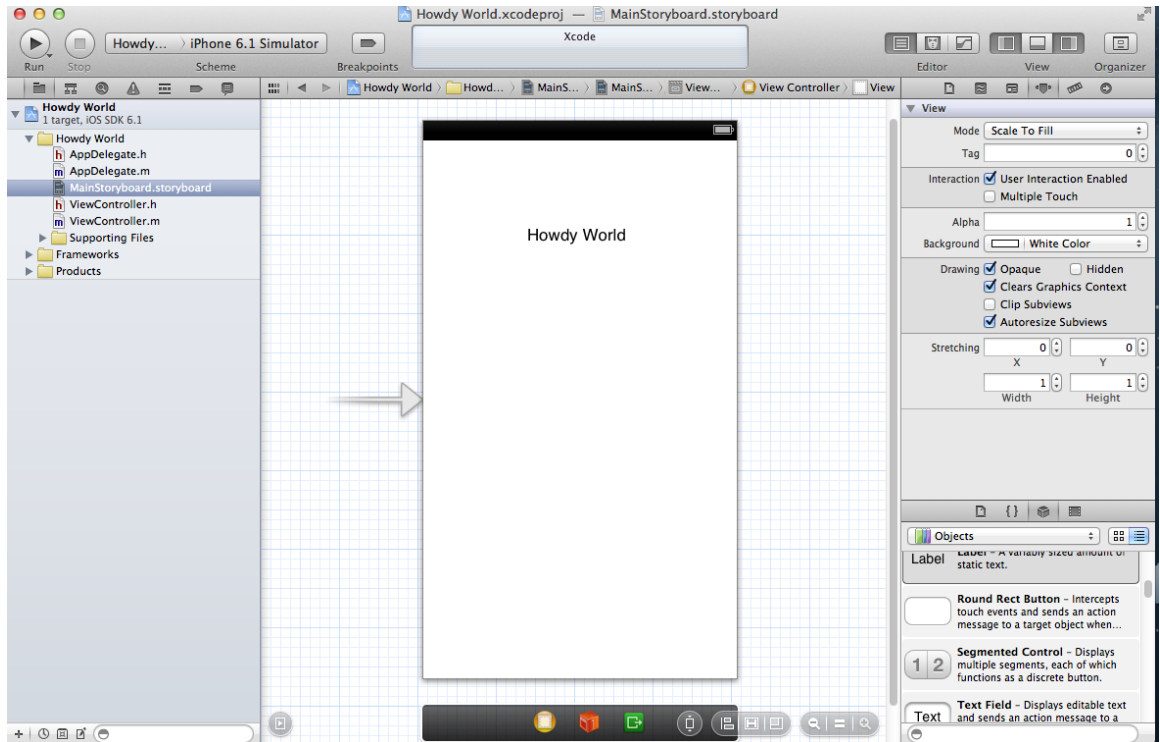 Howdy World.xcodeproj — MainStoryboard.storyboard
Howdy... iPhone 6.1 Simulator
Xcode
Run Stop Scheme Breakpoints Editor View Organizer
Howdy World Howd... MainS... MainS... View... View Controller View
Howdy World
1 target, iOS SDK 6.1
Howdy World
h AppDelegate.h
m AppDelegate.m
MainStoryboard.storyboard
h ViewController.h
m ViewController.m
Supporting Files
Frameworks
Products
Howdy World
View
Mode Scale To Fill
Tag 0
Interaction User Interaction Enabled
Multiple Touch
Alpha 1
Background White Color
Drawing Opaque Hidden
Clears Graphics Context
Clip Subviews
Autoresize Subviews
Stretching 0 0
X Y
1 1
Width Height
{}
Objects
Label Label – A variably sized amount of
static text.
Round Rect Button – Intercepts
touch events and sends an action
message to a target object when...
1 2 Segmented Control – Displays
multiple segments, each of which
functions as a discrete button.
Text Text Field – Displays editable text
and sends an action message to a